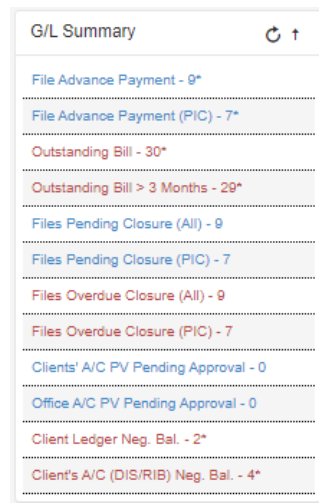 G/L Summary
File Advance Payment - 9*
File Advance Payment (PIC) - 7*
Outstanding Bill - 30*
Outstanding Bill > 3 Months - 29*
Files Pending Closure (All) - 9
Files Pending Closure (PIC) - 7
Files Overdue Closure (All) - 9
Files Overdue Closure (PIC) - 7
Clients' A/C PV Pending Approval - 0
Office A/C PV Pending Approval - 0
Client Ledger Neg. Bal. - 2*
Client's A/C (DIS/RIB) Neg. Bal. - 4*